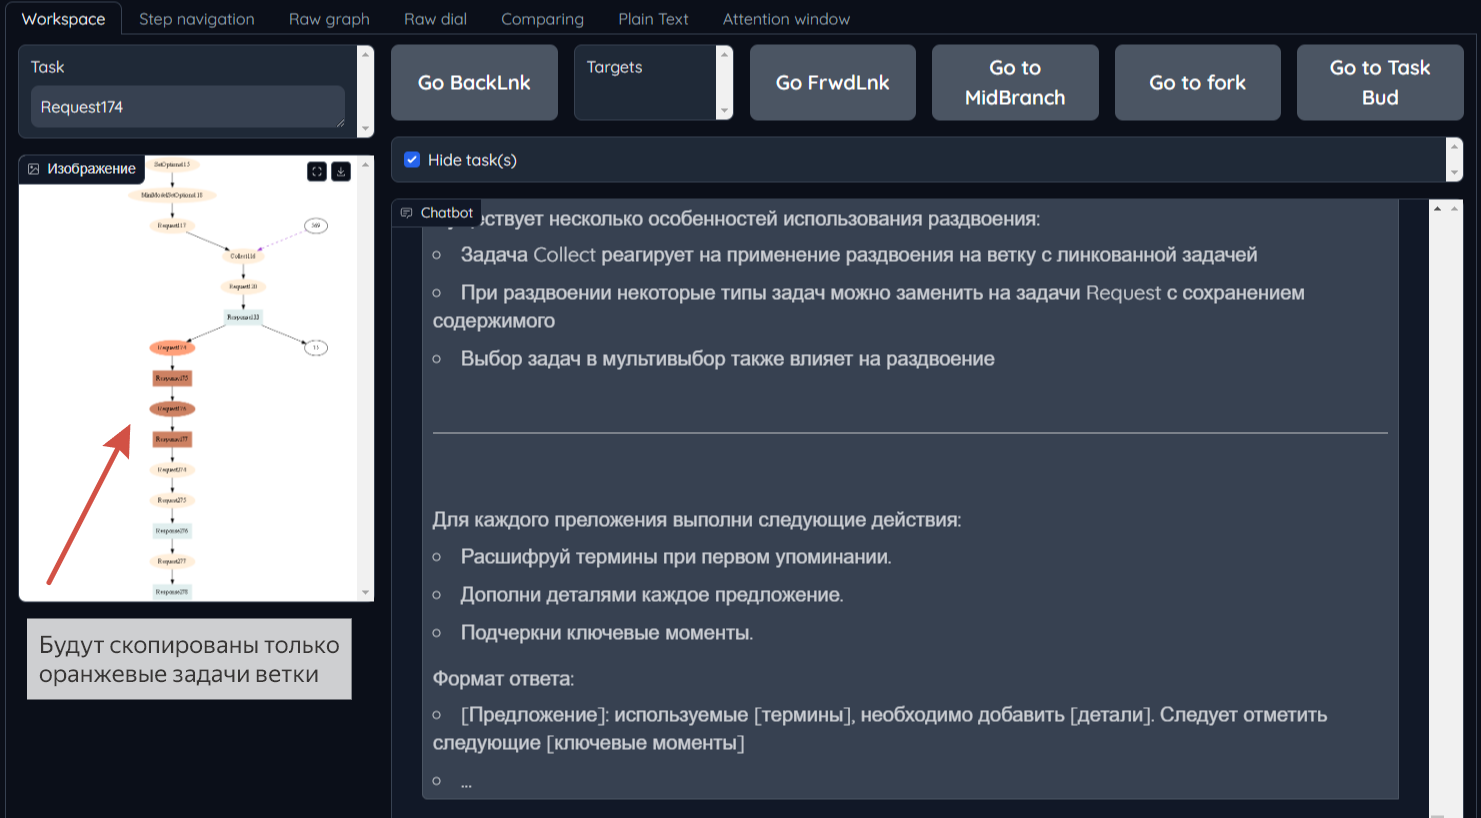 Workspace
Step navigation
Raw graph
Raw dial
Comparing
Plain Text
Attention window
Task
Request174
Go BackLnk
Targets
Go FrwdLnk
Go to
MidBranch
Go to fork
Go to Task
Bud
Hide task(s)
Изображение
SetOptions115
Request117
Collect118
Request120
Response133
Request174
Response175
Request176
Response177
Request274
Request275
Response276
Request277
Response278
Будут скопированы только
оранжевые задачи ветки
Chatbot
ствует несколько особенностей использования раздвоения:
Задача Collect реагирует на применение раздвоения на ветку с линкованной задачей
При раздвоении некоторые типы задач можно заменить на задачи Request с сохранением
содержимого
Выбор задач в мультивыбор также влияет на раздвоение
Для каждого преложения выполни следующие действия:
Расшифруй термины при первом упоминании.
Дополни деталями каждое предложение.
Подчеркни ключевые моменты.
Формат ответа:
[Предложение]: используемые [термины], необходимо добавить [детали]. Следует отметить
следующие [ключевые моменты]
...